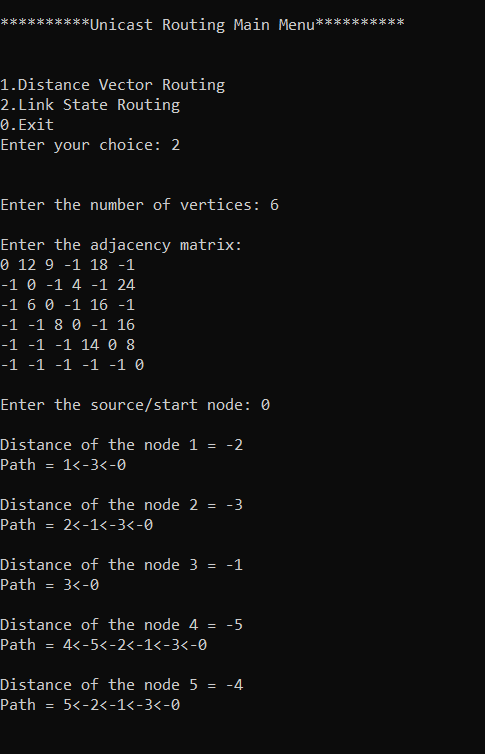 **********Unicast Routing Main Menu**********
1.Distance Vector Routing
2.Link State Routing
0.Exit
Enter your choice: 2
Enter the number of vertices: 6
Enter the adjacency matrix:
0 12 9 -1 18 -1
-1 0 -1 4 -1 24
-1 6 0 -1 16 -1
-1 -1 8 0 -1 16
-1 -1 -1 14 0 8
-1 -1 -1 -1 -1 0
Enter the source/start node: 0
Distance of the node 1 = -2
Path = 1<-3<-0
Distance of the node 2 = -3
Path = 2<-1<-3<-0
Distance of the node 3 = -1
Path = 3<-0
Distance of the node 4 = -5
Path = 4<-5<-2<-1<-3<-0
Distance of the node 5 = -4
Path = 5<-2<-1<-3<-0